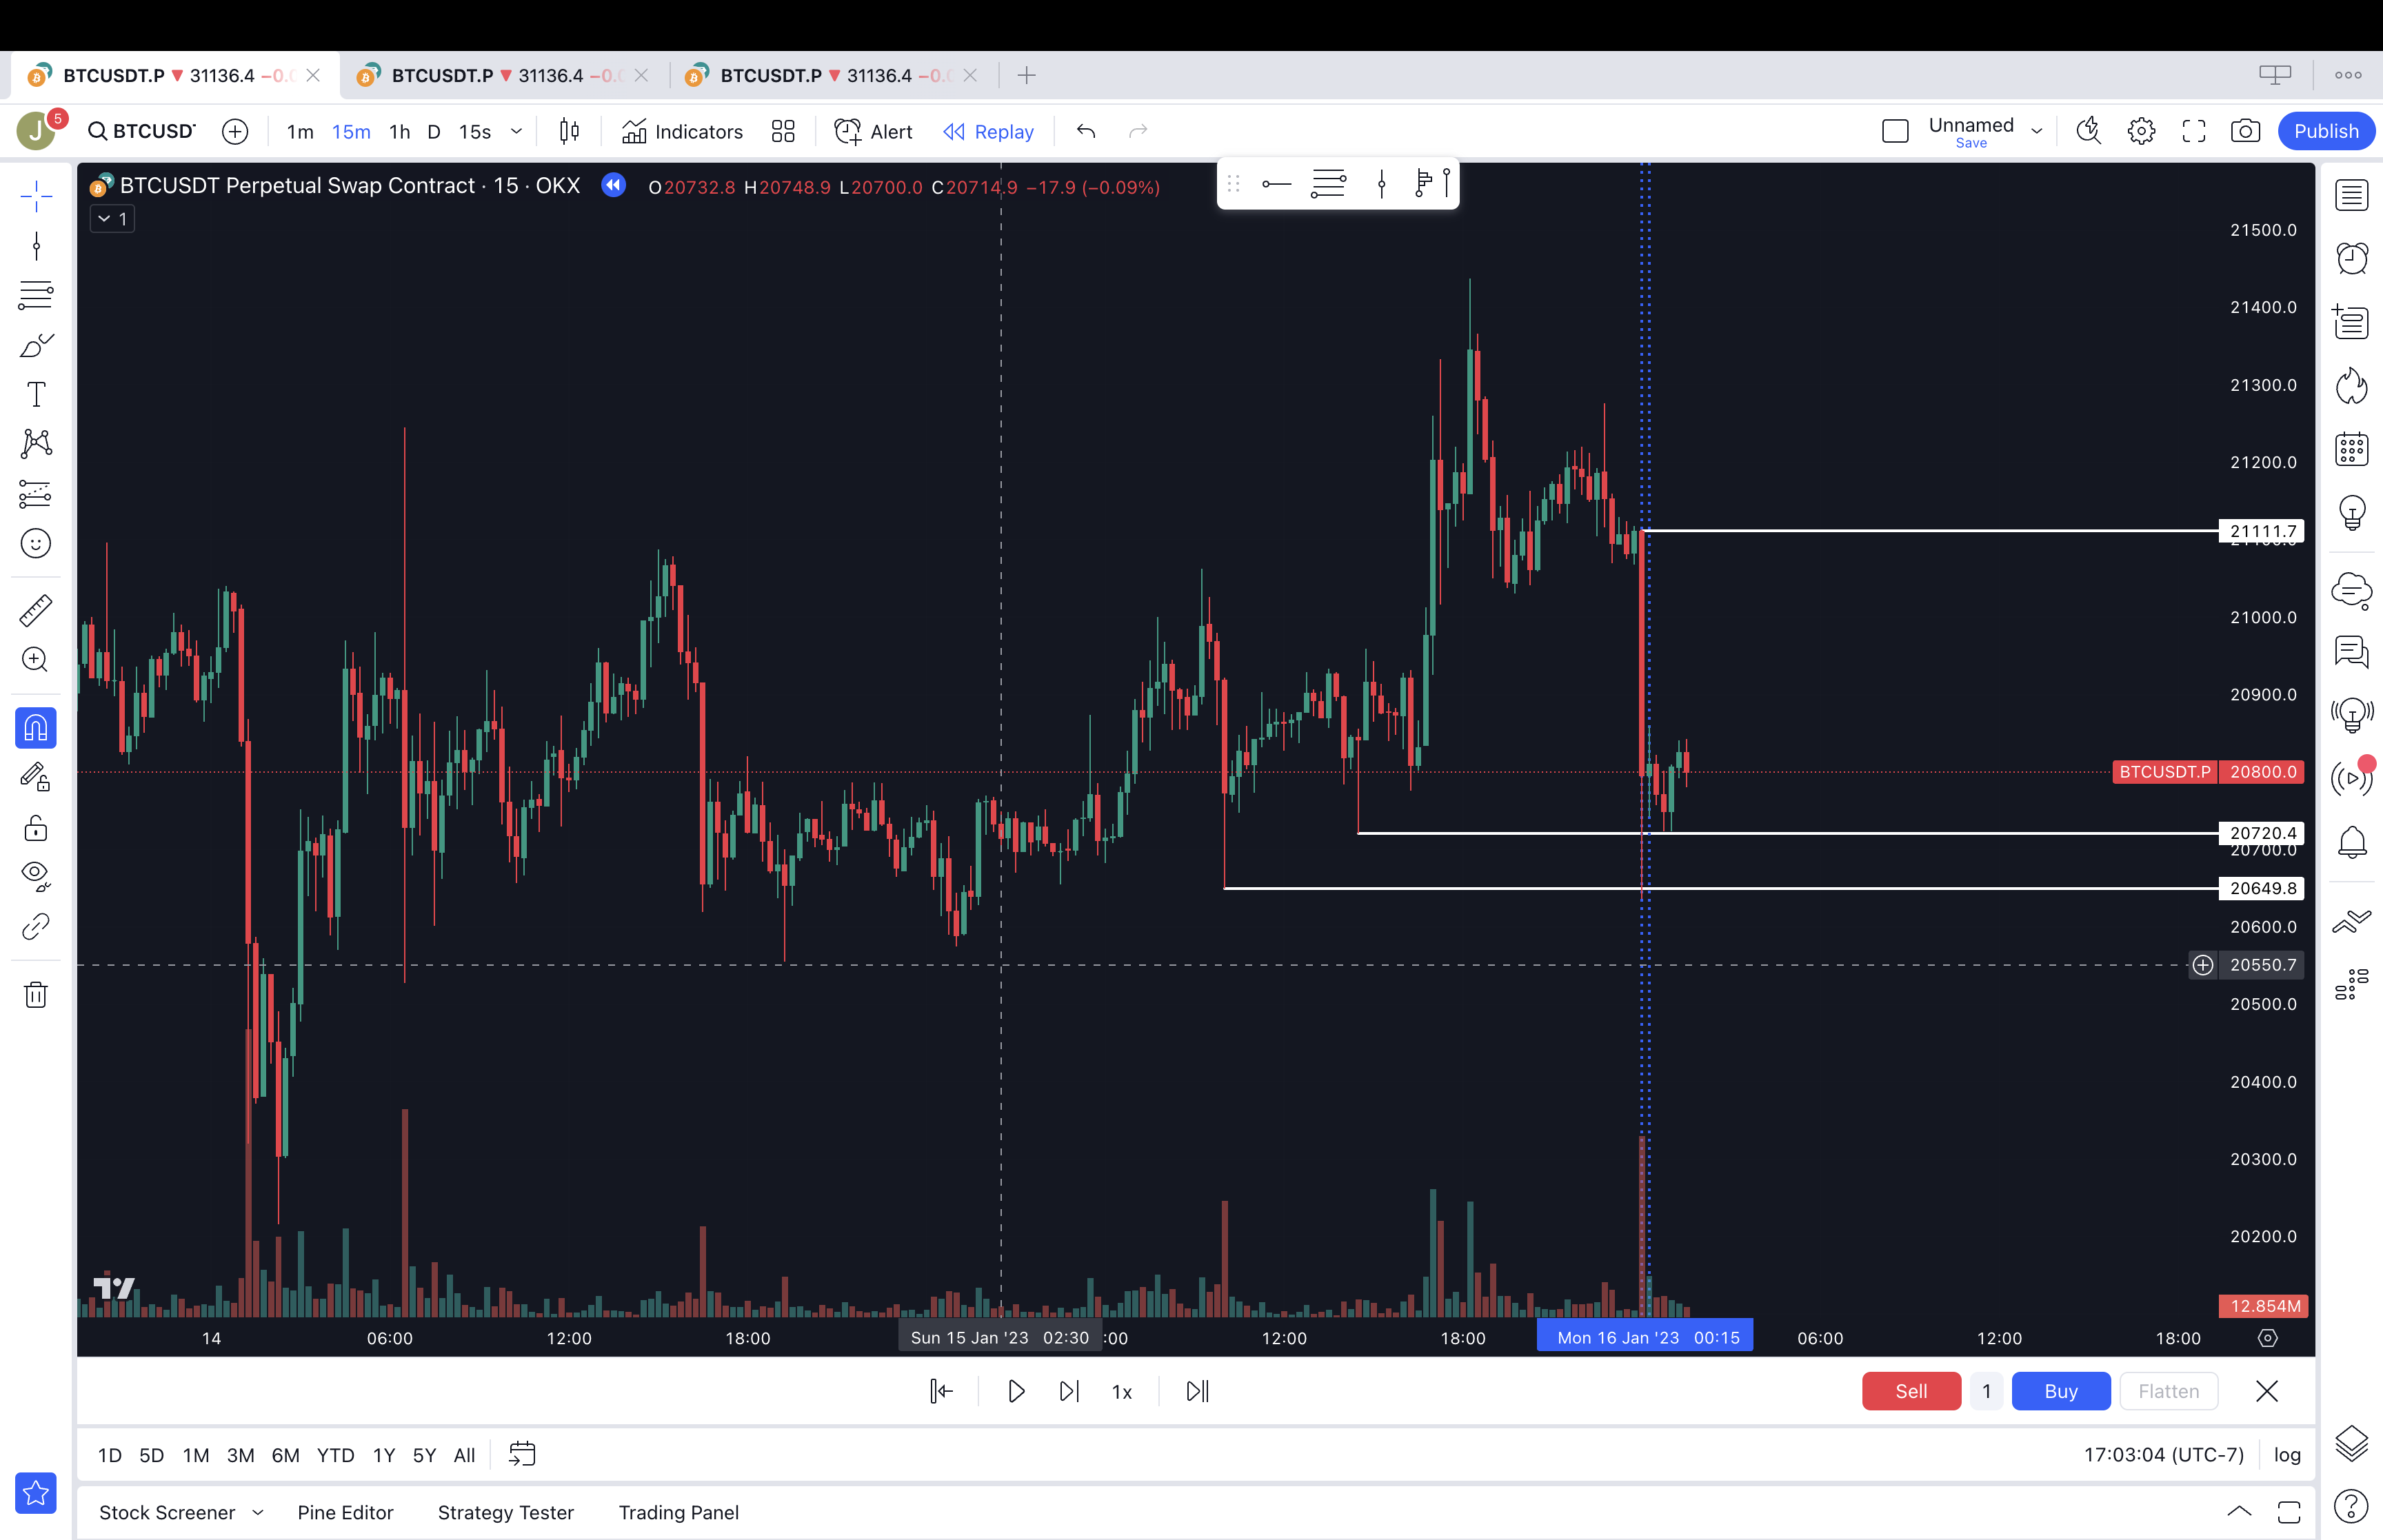 BTCUSDT.P 31136.4 −0.0 BTCUSDT.P 31136.4 −0.0 BTCUSDT.P 31136.4 −0.0
J 5 BTCUSD 1m 15m 1h D 15s Indicators Alert Replay Unnamed Save Publish
BTCUSDT Perpetual Swap Contract · 15 · OKX O20732.8 H20748.9 L20700.0 C20714.9 −17.9 (−0.09%)
1
21500.0
21400.0
21300.0
21200.0
21111.7
21000.0
20900.0
BTCUSDT.P 20800.0
20720.4
20700.0
20649.8
20600.0
20550.7
20500.0
20400.0
20300.0
20200.0
12.854M
14 06:00 12:00 18:00 Sun 15 Jan '23 02:30 :00 12:00 18:00 Mon 16 Jan '23 00:15 06:00 12:00 18:00
1x Sell 1 Buy Flatten
1D 5D 1M 3M 6M YTD 1Y 5Y All 17:03:04 (UTC-7) log
Stock Screener Pine Editor Strategy Tester Trading Panel